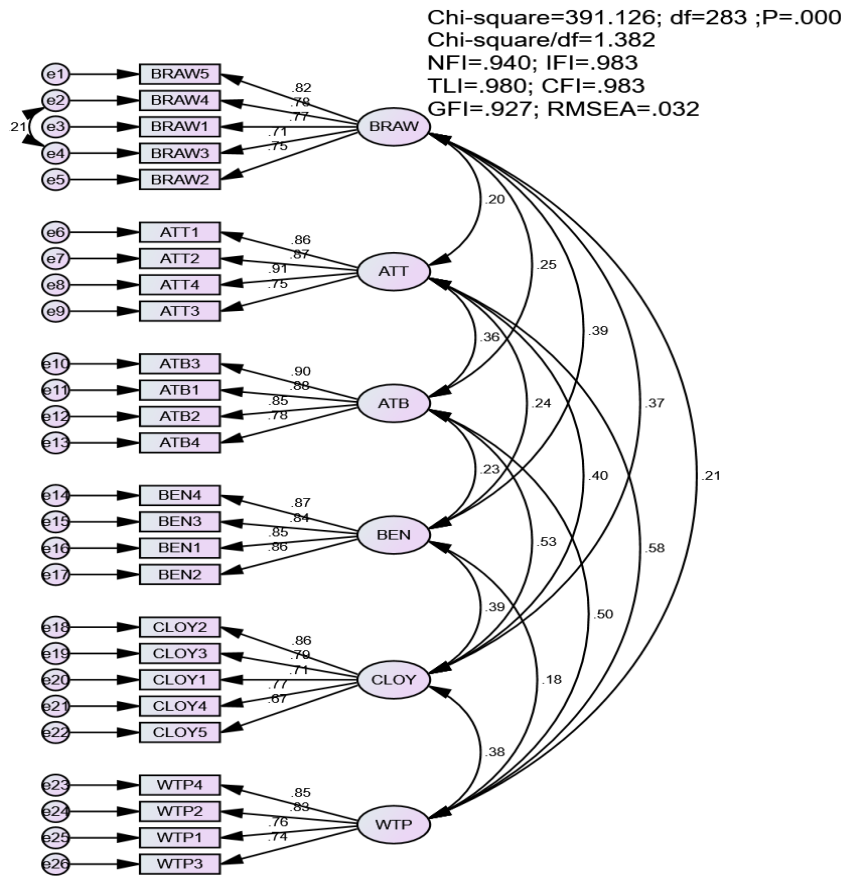 Chi-square=391.126; df=283 ;P=.000
Chi-square/df=1.382
NFI=.940; IFI=.983
TLI=.980; CFI=.983
GFI=.927; RMSEA=.032
e1 BRAW5 .82
e2 BRAW4 .78
21 e3 BRAW1 .77 BRAW
e4 BRAW3 .71
e5 BRAW2 .75
.20
e6 ATT1 .86
e7 ATT2 .87
.25
e8 ATT4 .91 ATT
e9 ATT3 .75
.39
.36
e10 ATB3 .90
e11 ATB1 .88
e12 ATB2 .85 ATB .24 .37
e13 ATB4 .78
.23 .40 .21
e14 BEN4 .87
e15 BEN3 .84
BEN .53 .58
e16 BEN1 .85
e17 BEN2 .86
.39 .50
e18 CLOY2 .86
e19 CLOY3 .79
e20 CLOY1 .71 CLOY .18
e21 CLOY4 .77
e22 CLOY5 .67
.38
e23 WTP4 .85
e24 WTP2 .83
WTP
e25 WTP1 .76
e26 WTP3 .74